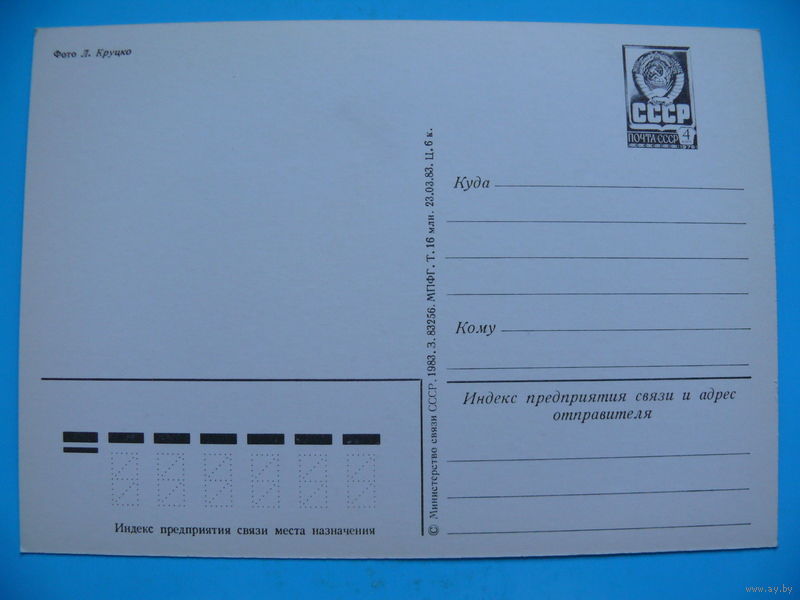 Фото Л. Круцко
СССР
ПОЧТА СССР 4
1976
Куда
Кому
Индекс предприятия связи и адрес
отправителя
© Министерство связи СССР. 1983. З. 83256. МПФГ. Т. 16 млн. 23.03.83. Ц. 6 к.
Индекс предприятия связи места назначения
www.ay.by